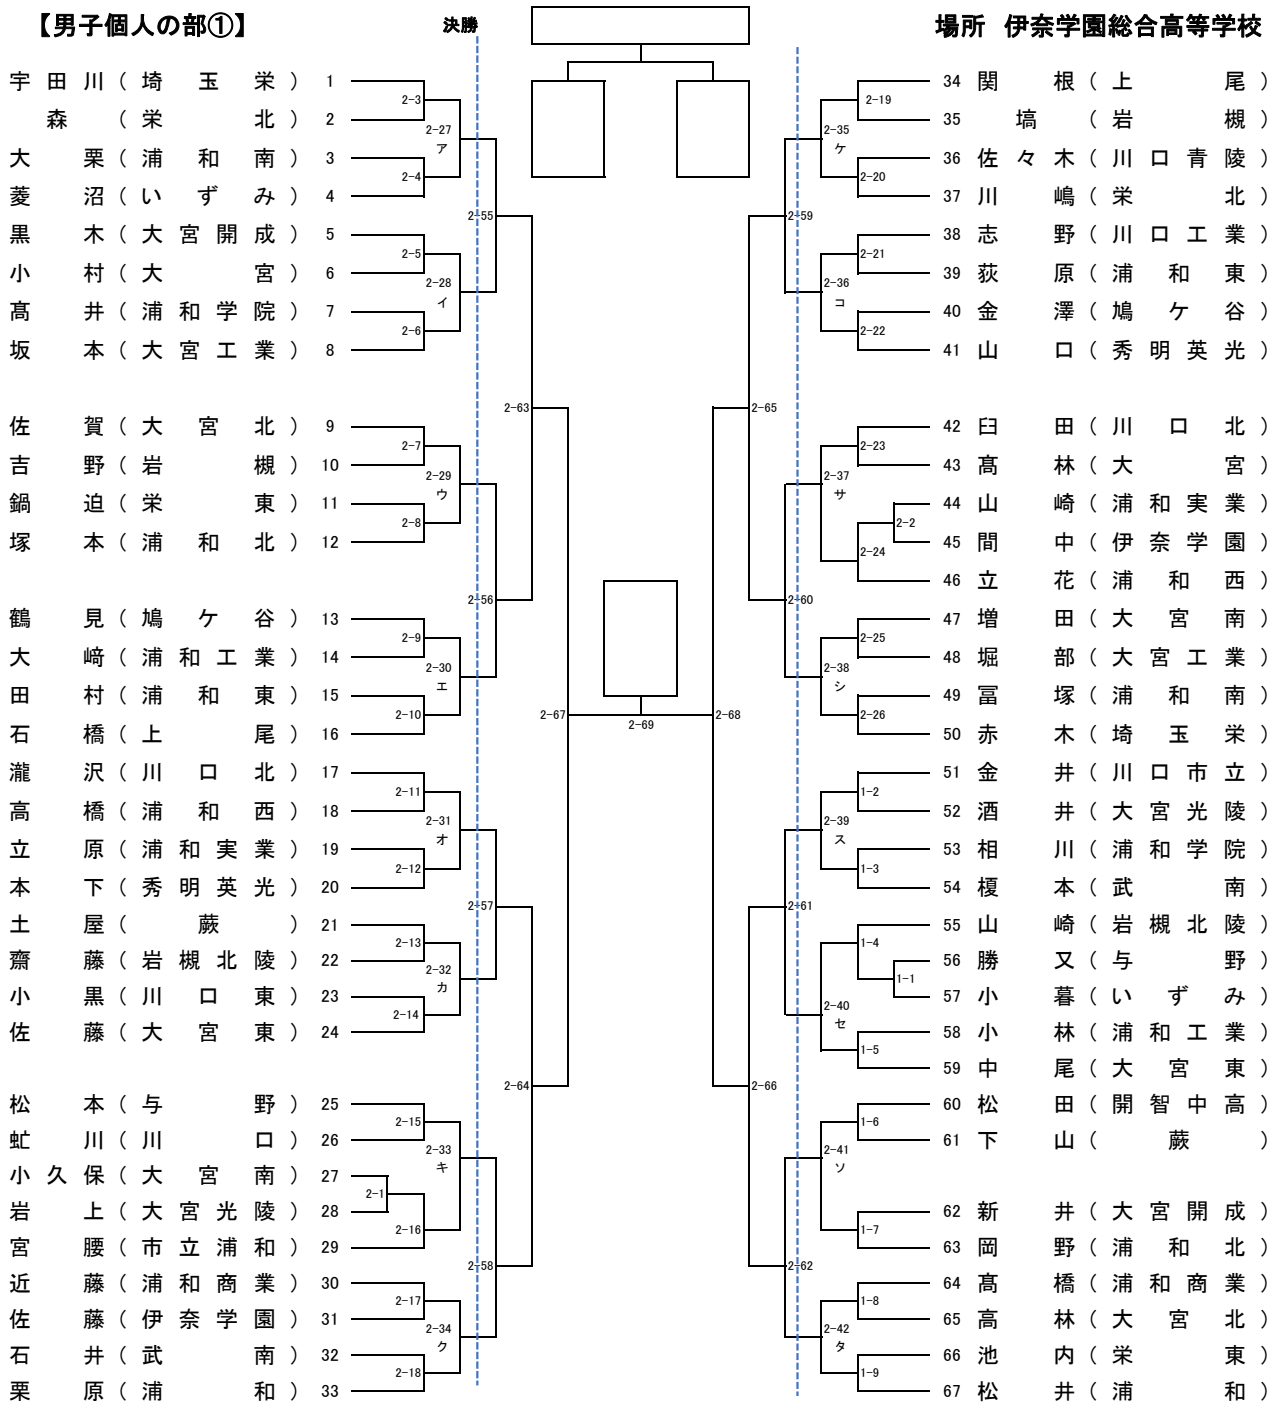 【男子個人の部①】
決勝
場所 伊奈学園総合高等学校
宇田川（埼玉栄）1
森（栄北）2
大栗（浦和南）3
菱沼（いずみ）4
黒木（大宮開成）5
小村（大宮）6
髙井（浦和学院）7
坂本（大宮工業）8
佐賀（大宮北）9
吉野（岩槻）10
鍋迫（栄東）11
塚本（浦和北）12
鶴見（鳩ケ谷）13
大﨑（浦和工業）14
田村（浦和東）15
石橋（上尾）16
瀧沢（川口北）17
高橋（浦和西）18
立原（浦和実業）19
本下（秀明英光）20
土屋（蕨）21
齋藤（岩槻北陵）22
小黒（川口東）23
佐藤（大宮東）24
松本（与野）25
虻川（川口）26
小久保（大宮南）27
岩上（大宮光陵）28
宮腰（市立浦和）29
近藤（浦和商業）30
佐藤（伊奈学園）31
石井（武南）32
栗原（浦和）33
2-3
2-27
ア
2-4
2-55
2-5
2-28
イ
2-6
2-63
2-7
2-29
ウ
2-8
2-56
2-9
2-30
エ
2-10
2-67
2-11
2-31
オ
2-12
2-57
2-13
2-32
カ
2-14
2-64
2-15
2-33
キ
2-1
2-16
2-58
2-17
2-34
ク
2-18
2-69
34 関根（上尾）
35 塙（岩槻）
36 佐々木（川口青陵）
37 川嶋（栄北）
38 志野（川口工業）
39 荻原（浦和東）
40 金澤（鳩ケ谷）
41 山口（秀明英光）
42 臼田（川口北）
43 髙林（大宮）
44 山崎（浦和実業）
45 間中（伊奈学園）
46 立花（浦和西）
47 増田（大宮南）
48 堀部（大宮工業）
49 冨塚（浦和南）
50 赤木（埼玉栄）
51 金井（川口市立）
52 酒井（大宮光陵）
53 相川（浦和学院）
54 榎本（武南）
55 山崎（岩槻北陵）
56 勝又（与野）
57 小暮（いずみ）
58 小林（浦和工業）
59 中尾（大宮東）
60 松田（開智中高）
61 下山（蕨）
62 新井（大宮開成）
63 岡野（浦和北）
64 髙橋（浦和商業）
65 高林（大宮北）
66 池内（栄東）
67 松井（浦和）
2-19
2-35
ケ
2-20
2-59
2-21
2-36
コ
2-22
2-65
2-23
2-37
サ
2-2
2-24
2-60
2-25
2-38
シ
2-26
2-68
1-2
2-39
ス
1-3
2-61
1-4
1-1
2-40
セ
1-5
2-66
1-6
2-41
ソ
1-7
2-62
1-8
2-42
タ
1-9